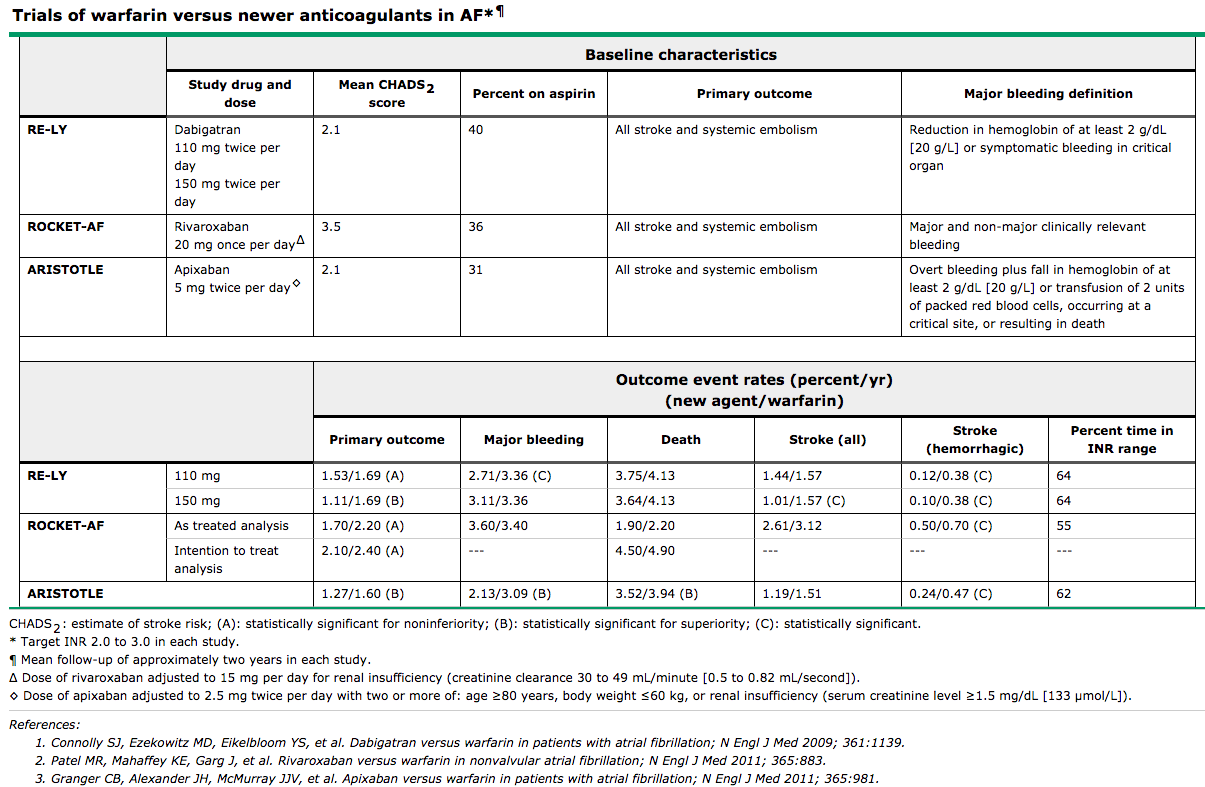 Trials of warfarin versus newer anticoagulants in AF*¶
Baseline characteristics
Study drug and dose
Mean CHADS2 score
Percent on aspirin
Primary outcome
Major bleeding definition
RE-LY
Dabigatran
110 mg twice per
day
150 mg twice per
day
2.1
40
All stroke and systemic embolism
Reduction in hemoglobin of at least 2 g/dL
[20 g/L] or symptomatic bleeding in critical
organ
ROCKET-AF
Rivaroxaban
20 mg once per dayΔ
3.5
36
All stroke and systemic embolism
Major and non-major clinically relevant
bleeding
ARISTOTLE
Apixaban
5 mg twice per day◊
2.1
31
All stroke and systemic embolism
Overt bleeding plus fall in hemoglobin of at
least 2 g/dL [20 g/L] or transfusion of 2 units
of packed red blood cells, occurring at a
critical site, or resulting in death
Outcome event rates (percent/yr)
(new agent/warfarin)
Primary outcome
Major bleeding
Death
Stroke (all)
Stroke
(hemorrhagic)
Percent time in
INR range
RE-LY
110 mg
1.53/1.69 (A)
2.71/3.36 (C)
3.75/4.13
1.44/1.57
0.12/0.38 (C)
64
150 mg
1.11/1.69 (B)
3.11/3.36
3.64/4.13
1.01/1.57 (C)
0.10/0.38 (C)
64
ROCKET-AF
As treated analysis
1.70/2.20 (A)
3.60/3.40
1.90/2.20
2.61/3.12
0.50/0.70 (C)
55
Intention to treat
analysis
2.10/2.40 (A)
---
4.50/4.90
---
---
---
ARISTOTLE
1.27/1.60 (B)
2.13/3.09 (B)
3.52/3.94 (B)
1.19/1.51
0.24/0.47 (C)
62
CHADS2: estimate of stroke risk; (A): statistically significant for noninferiority; (B): statistically significant for superiority; (C): statistically significant.
* Target INR 2.0 to 3.0 in each study.
¶ Mean follow-up of approximately two years in each study.
Δ Dose of rivaroxaban adjusted to 15 mg per day for renal insufficiency (creatinine clearance 30 to 49 mL/minute [0.5 to 0.82 mL/second]).
◊ Dose of apixaban adjusted to 2.5 mg twice per day with two or more of: age ≥80 years, body weight ≤60 kg, or renal insufficiency (serum creatinine level ≥1.5 mg/dL [133 μmol/L]).
References:
1. Connolly SJ, Ezekowitz MD, Eikelbloom YS, et al. Dabigatran versus warfarin in patients with atrial fibrillation; N Engl J Med 2009; 361:1139.
2. Patel MR, Mahaffey KE, Garg J, et al. Rivaroxaban versus warfarin in nonvalvular atrial fibrillation; N Engl J Med 2011; 365:883.
3. Granger CB, Alexander JH, McMurray JJV, et al. Apixaban versus warfarin in patients with atrial fibrillation; N Engl J Med 2011; 365:981.